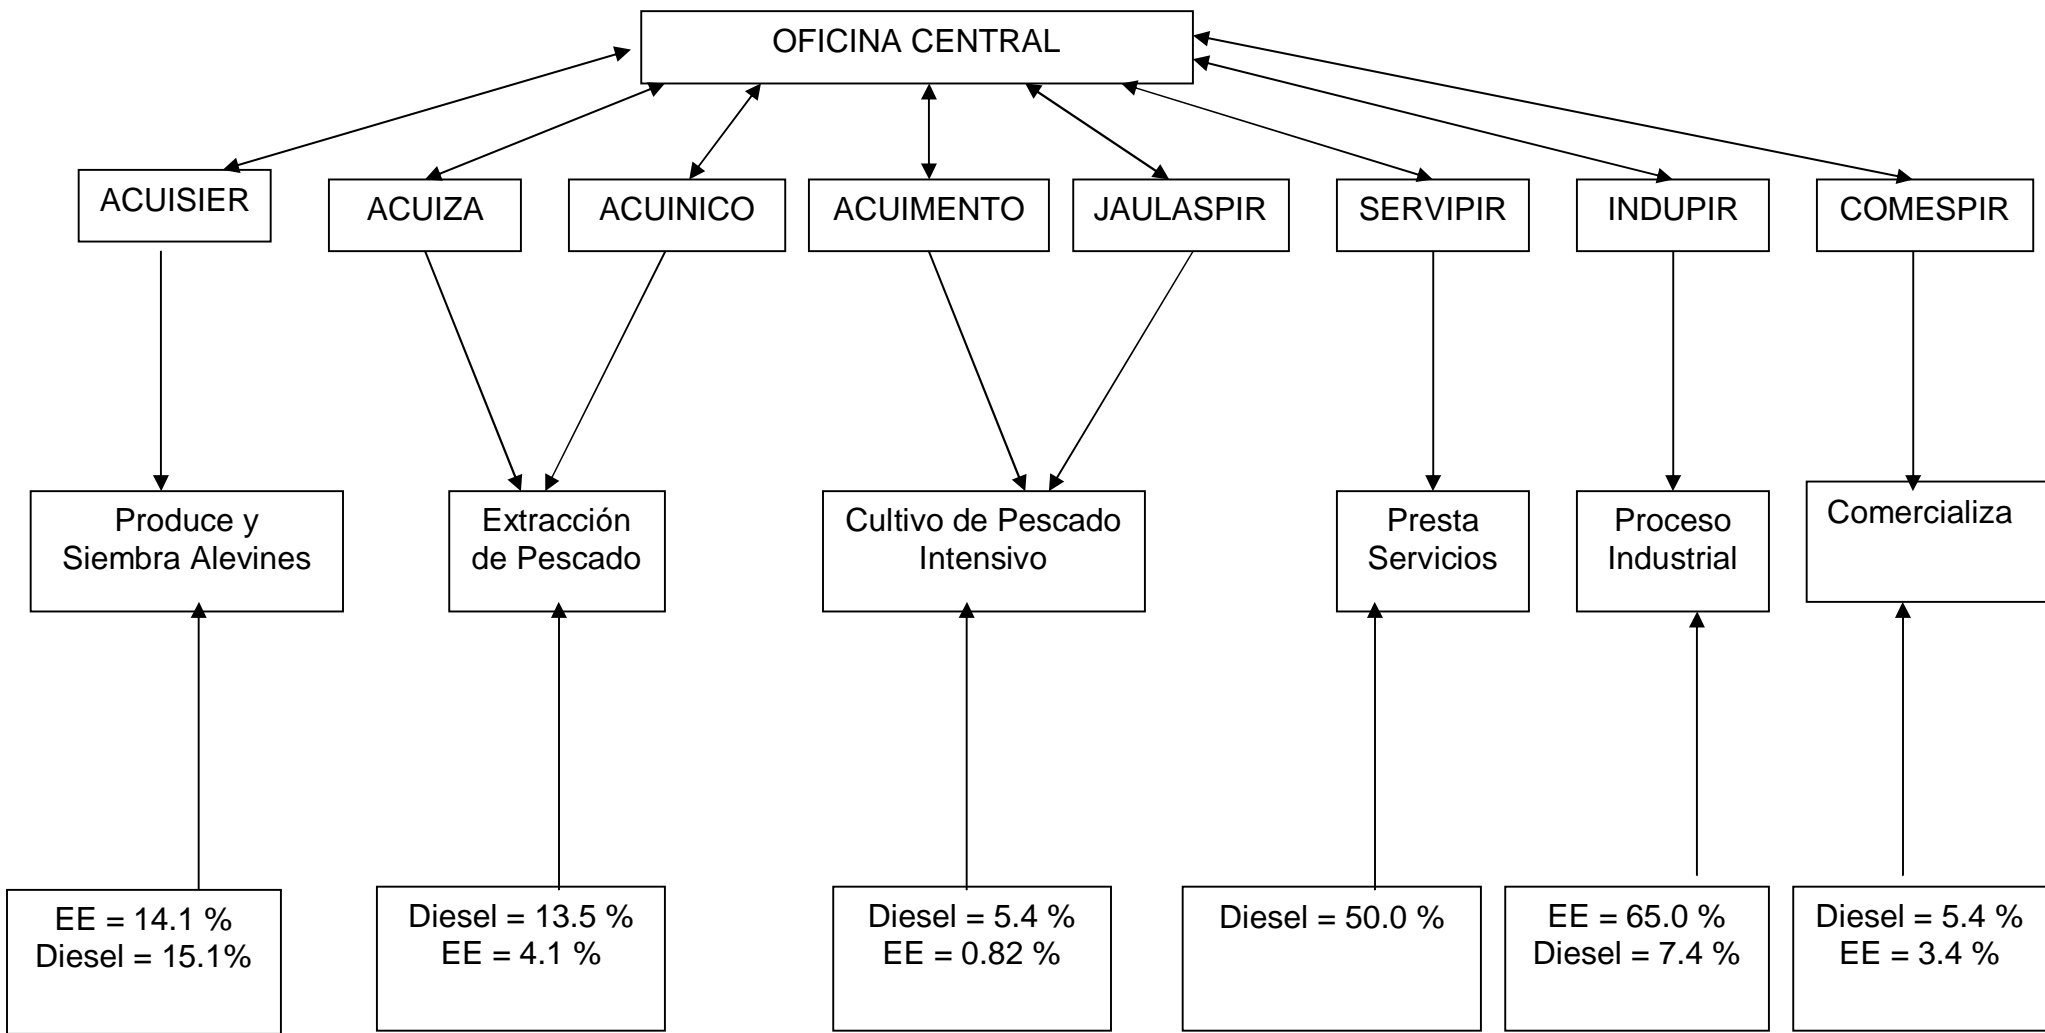 OFICINA CENTRAL
ACUISIER
ACUIZA
ACUINICO
ACUIMENTO
JAULASPIR
SERVIPIR
INDUPIR
COMESPIR
Produce y
Siembra Alevines
Extracción
de Pescado
Cultivo de Pescado
Intensivo
Presta
Servicios
Proceso
Industrial
Comercializa
EE = 14.1 %
Diesel = 15.1%
Diesel = 13.5 %
EE = 4.1 %
Diesel = 5.4 %
EE = 0.82 %
Diesel = 50.0 %
EE = 65.0 %
Diesel = 7.4 %
Diesel = 5.4 %
EE = 3.4 %